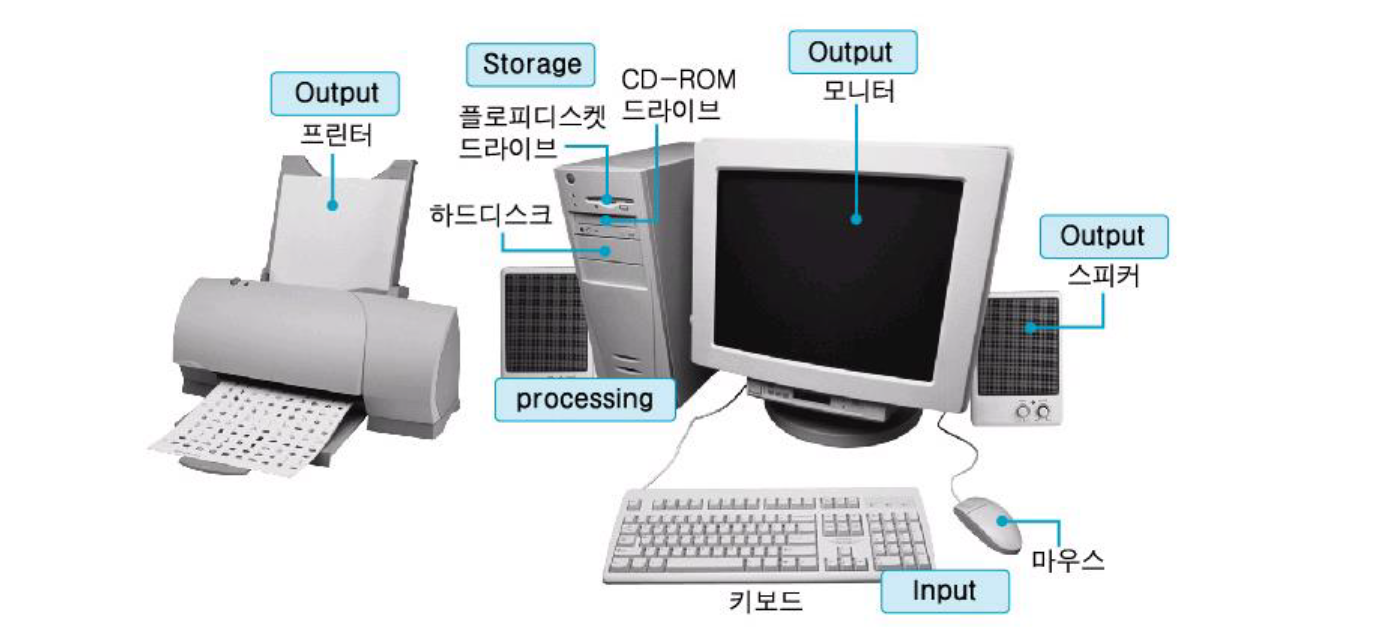 Output
프린터
Storage
플로피디스켓
드라이브
CD-ROM
드라이브
하드디스크
Output
모니터
Output
스피커
processing
키보드
Input
마우스